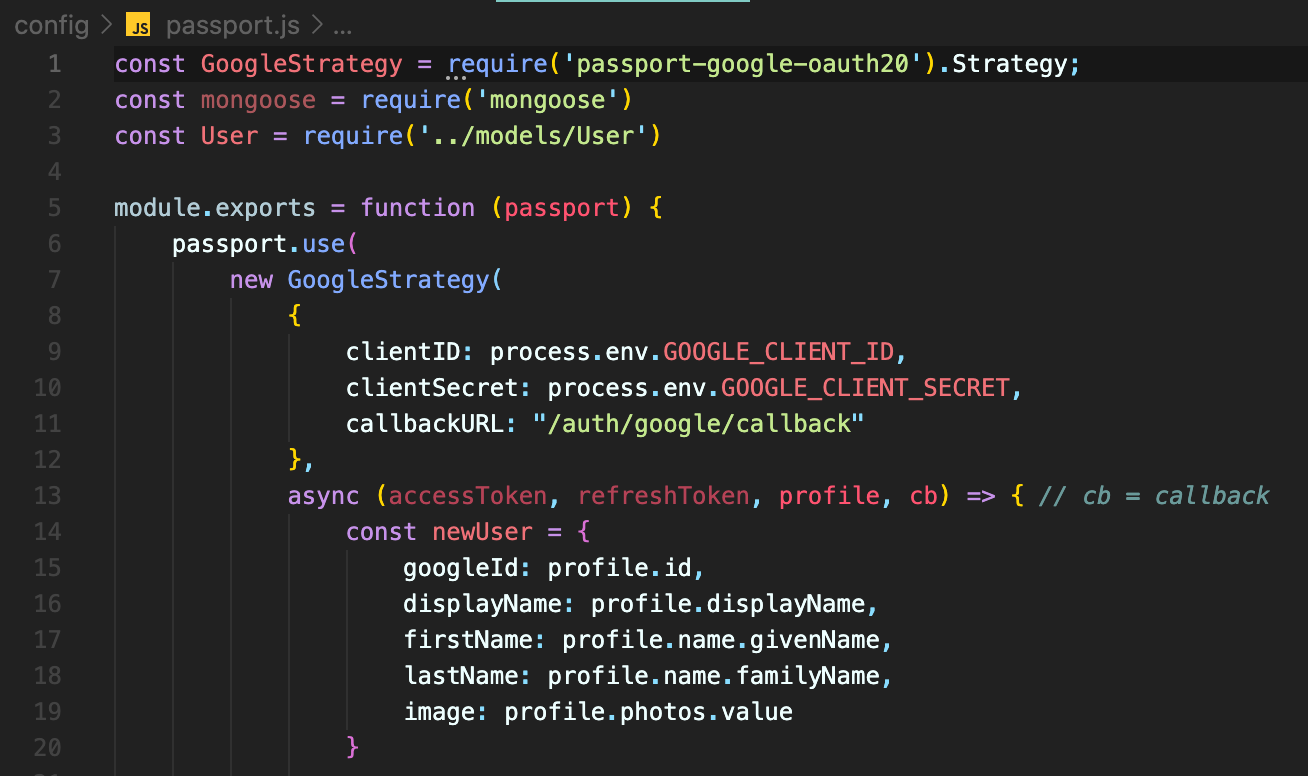 config > JS passport.js > ...
1 const GoogleStrategy = require('passport-google-oauth20').Strategy;
2 const mongoose = require('mongoose')
3 const User = require('../models/User')
4
5 module.exports = function (passport) {
6     passport.use(
7         new GoogleStrategy(
8             {
9                 clientID: process.env.GOOGLE_CLIENT_ID,
10                 clientSecret: process.env.GOOGLE_CLIENT_SECRET,
11                 callbackURL: "/auth/google/callback"
12             },
13             async (accessToken, refreshToken, profile, cb) => { // cb = callback
14                 const newUser = {
15                     googleId: profile.id,
16                     displayName: profile.displayName,
17                     firstName: profile.name.givenName,
18                     lastName: profile.name.familyName,
19                     image: profile.photos.value
20                 }